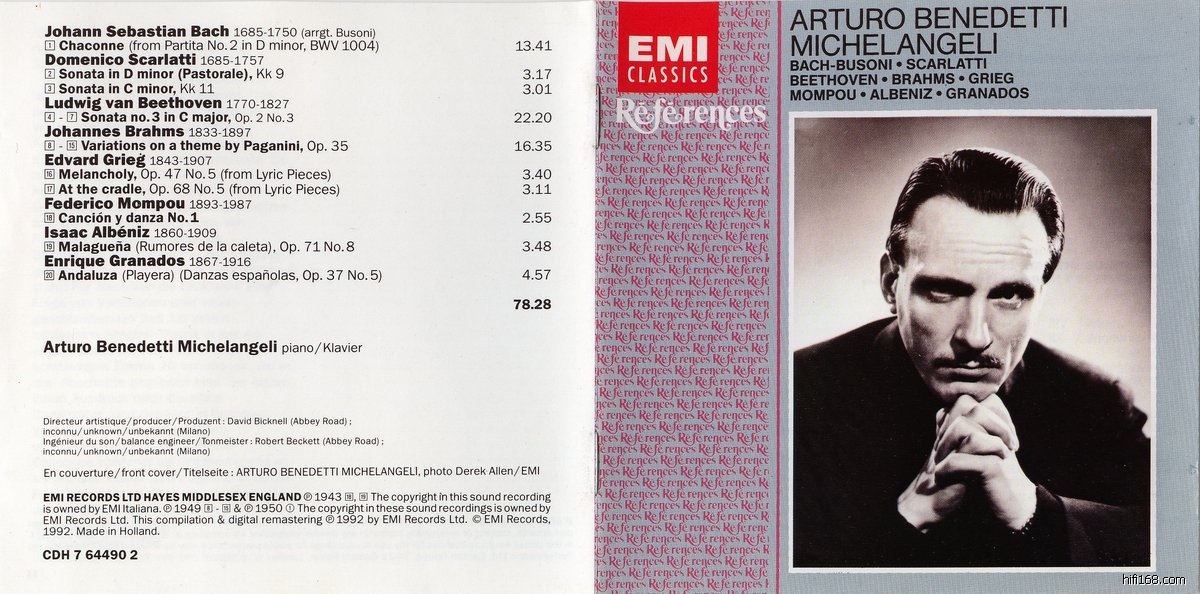 Johann Sebastian Bach 1685-1750 (arrgt. Busoni)
1 Chaconne (from Partita No. 2 in D minor, BWV 1004) 13.41
Domenico Scarlatti 1685-1757
2 Sonata in D minor (Pastorale), Kk 9 3.17
3 Sonata in C minor, Kk 11 3.01
Ludwig van Beethoven 1770-1827
4 - 7 Sonata no. 3 in C major, Op. 2 No. 3 22.20
Johannes Brahms 1833-1897
8 - 15 Variations on a theme by Paganini, Op. 35 16.35
Edvard Grieg 1843-1907
16 Melancholy, Op. 47 No. 5 (from Lyric Pieces) 3.40
17 At the cradle, Op. 68 No. 5 (from Lyric Pieces) 3.11
Federico Mompou 1893-1987
18 Canción y danza No. 1 2.55
Isaac Albéniz 1860-1909
19 Malagueña (Rumores de la caleta), Op. 71 No. 8 3.48
Enrique Granados 1867-1916
20 Andaluza (Playera) (Danzas españolas, Op. 37 No. 5) 4.57
78.28
Arturo Benedetti Michelangeli piano/Klavier
Directeur artistique/producer/Produzent: David Bicknell (Abbey Road);
inconnu/unknown/unbekannt (Milano)
Ingénieur du son/balance engineer/Tonmeister: Robert Beckett (Abbey Road);
inconnu/unknown/unbekannt (Milano)
En couverture/front cover/Titelseite: ARTURO BENEDETTI MICHELANGELI, photo Derek Allen/EMI
EMI RECORDS LTD HAYES MIDDLESEX ENGLAND ℗ 1943 The copyright in this sound recording
is owned by EMI Italiana. ℗ 1949 & ℗ 1950 The copyright in these sound recordings is owned by
EMI Records Ltd. This compilation & digital remastering ℗ 1992 by EMI Records Ltd. © EMI Records,
1992. Made in Holland.
CDH 7 64490 2
EMI
CLASSICS
Références
ARTURO BENEDETTI
MICHELANGELI
BACH-BUSONI • SCARLATTI
BEETHOVEN • BRAHMS • GRIEG
MOMPOU • ALBENIZ • GRANADOS
hifi168.com